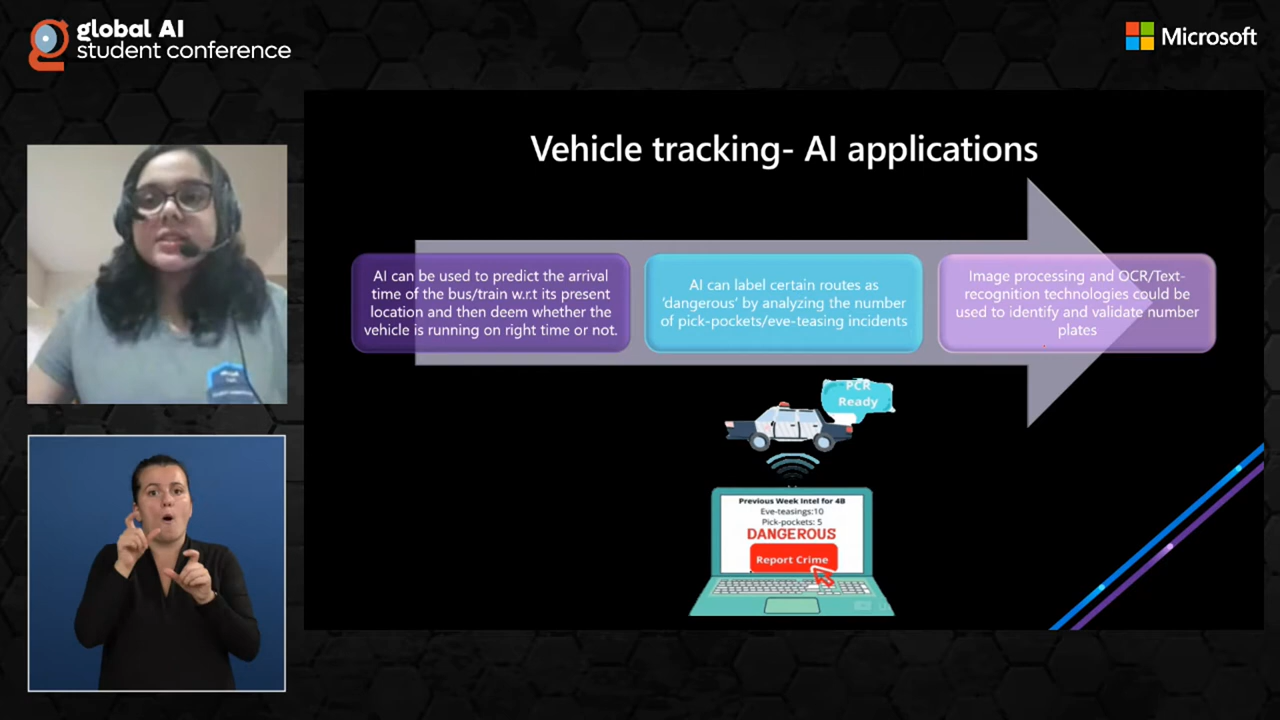 global AI
student conference
Microsoft
Vehicle tracking- AI applications
AI can be used to predict the arrival
time of the bus/train w.r.t its present
location and then deem whether the
vehicle is running on right time or not.
AI can label certain routes as
‘dangerous’ by analyzing the number
of pick-pockets/eve-teasing incidents
Image processing and OCR/Text-
recognition technologies could be
used to identify and validate number
plates
PCR
Ready
Previous Week Intel for 4B
Eve-teasings:10
Pick-pockets: 5
DANGEROUS
Report Crime